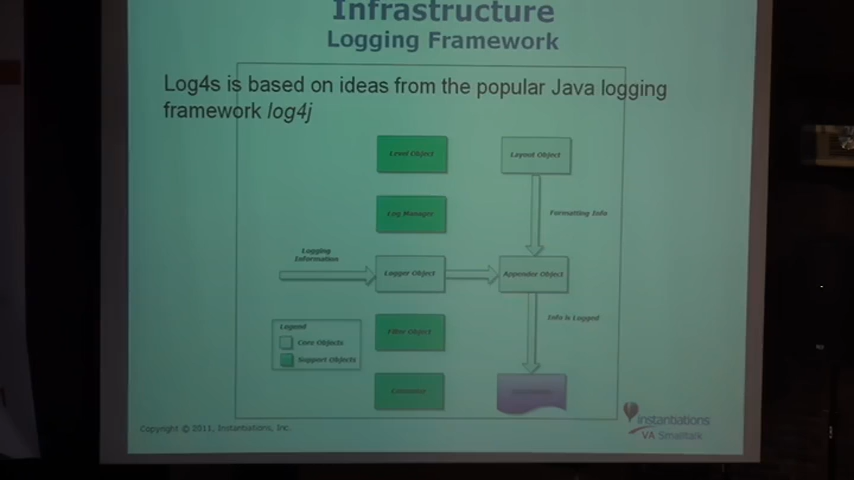 Infrastructure
Logging Framework
Log4s is based on ideas from the popular Java logging
framework log4j
Level Object
Layout Object
Log Manager
Formatting Info
Logging
Information
Logger Object
Appender Object
Info is Logged
Legend
Core Objects
Support Objects
Filter Object
Copyright © 2011, Instantiations, Inc.
instantiations
VA Smalltalk